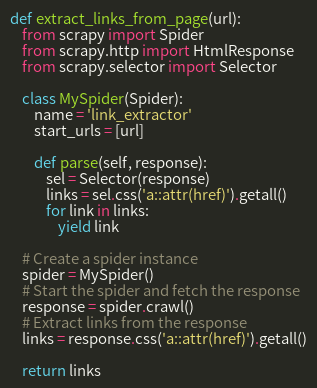 def extract_links_from_page(url):
from scrapy import Spider
from scrapy.http import HtmlResponse
from scrapy.selector import Selector
class MySpider(Spider):
name = 'link_extractor'
start_urls = [url]
def parse(self, response):
sel = Selector(response)
links = sel.css('a::attr(href)').getall()
for link in links:
yield link
# Create a spider instance
spider = MySpider()
# Start the spider and fetch the response
response = spider.crawl()
# Extract links from the response
links = response.css('a::attr(href)').getall()
return links